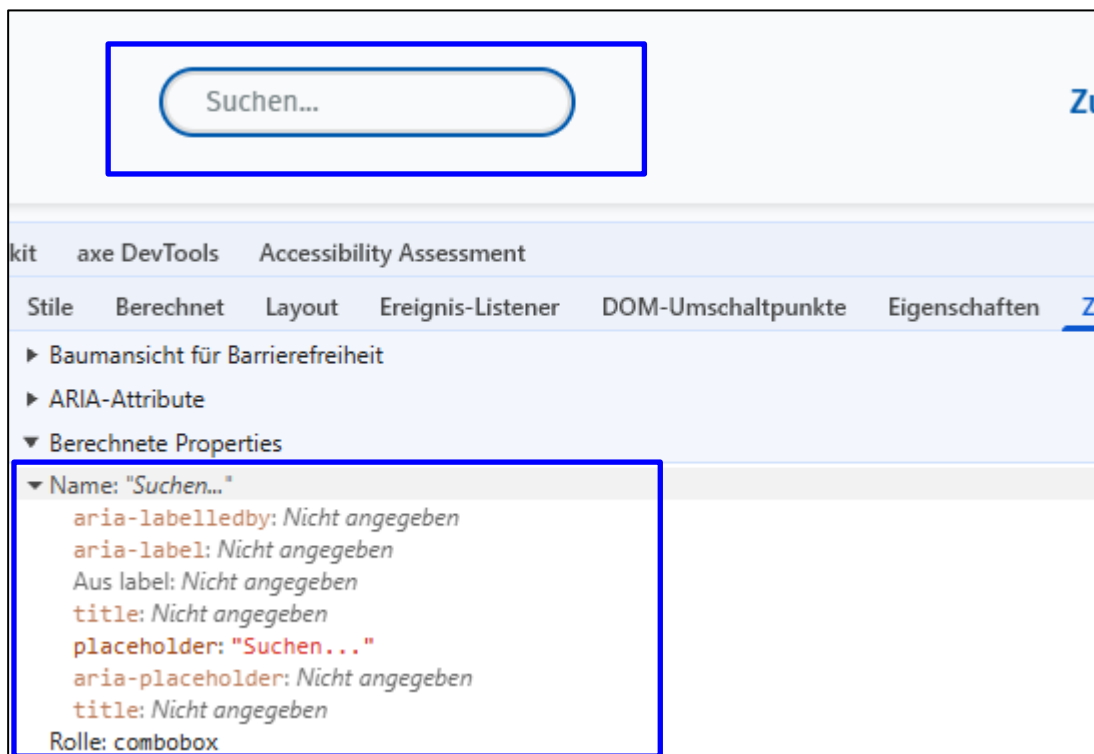 Suchen...
kit axe DevTools Accessibility Assessment
Stile Berechnet Layout Ereignis-Listener DOM-Umschaltpunkte Eigenschaften
Baumansicht für Barrierefreiheit
ARIA-Attribute
Berechnete Properties
Name: "Suchen..."
aria-labelledby: Nicht angegeben
aria-label: Nicht angegeben
Aus label: Nicht angegeben
title: Nicht angegeben
placeholder: "Suchen..."
aria-placeholder: Nicht angegeben
title: Nicht angegeben
Rolle: combobox